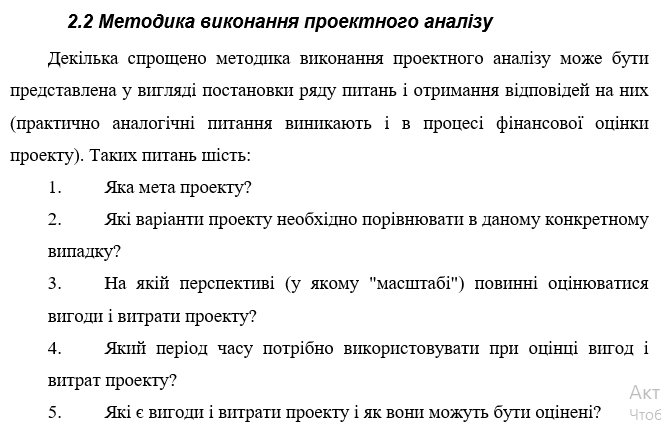 2.2 Методика виконання проектного аналізу
Декілька спрощено методика виконання проектного аналізу може бути
представлена у вигляді постановки ряду питань і отримання відповідей на них
(практично аналогічні питання виникають і в процесі фінансової оцінки
проекту). Таких питань шість:
1. Яка мета проекту?
2. Які варіанти проекту необхідно порівнювати в даному конкретному
випадку?
3. На якій перспективі (у якому "масштабі") повинні оцінюватися
вигоди і витрати проекту?
4. Який період часу потрібно використовувати при оцінці вигод і
витрат проекту?
Акт
5. Які є вигоди і витрати проекту і як вони можуть бути оцінені?
Чтоб